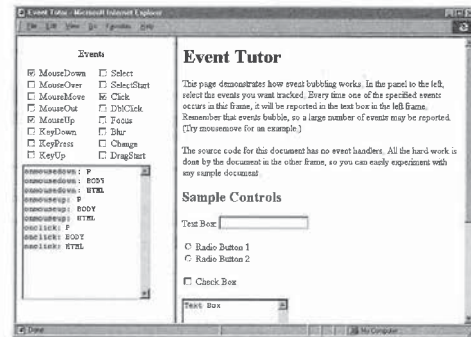 Event Tutor - Microsoft Internet Explorer
File Edit View Go Favorites Help
Events
MouseDown Select
MouseOver SelectStart
MouseMove Click
MouseOut DblClick
MouseUp Focus
KeyDown Blur
KeyPress Change
KeyUp DragStart
onmousedown: P
onmousedown: BODY
onmousedown: HTML
onmouseup: P
onmouseup: BODY
onmouseup: HTML
onclick: P
onclick: BODY
onclick: HTML
Event Tutor
This page demonstrates how event bubbling works. In the panel to the left,
select the events you want tracked. Every time one of the specified events
occurs in this frame, it will be reported in the text box in the left frame.
Remember that events bubble, so a large number of events may be reported.
(Try mousemove for an example.)
The source code for this document has no event handlers. All the hard work is
done by the document in the other frame, so you can easily experiment with
any sample document.
Sample Controls
Text Box:
Radio Button 1
Radio Button 2
Check Box
Text Box
Done
My Computer